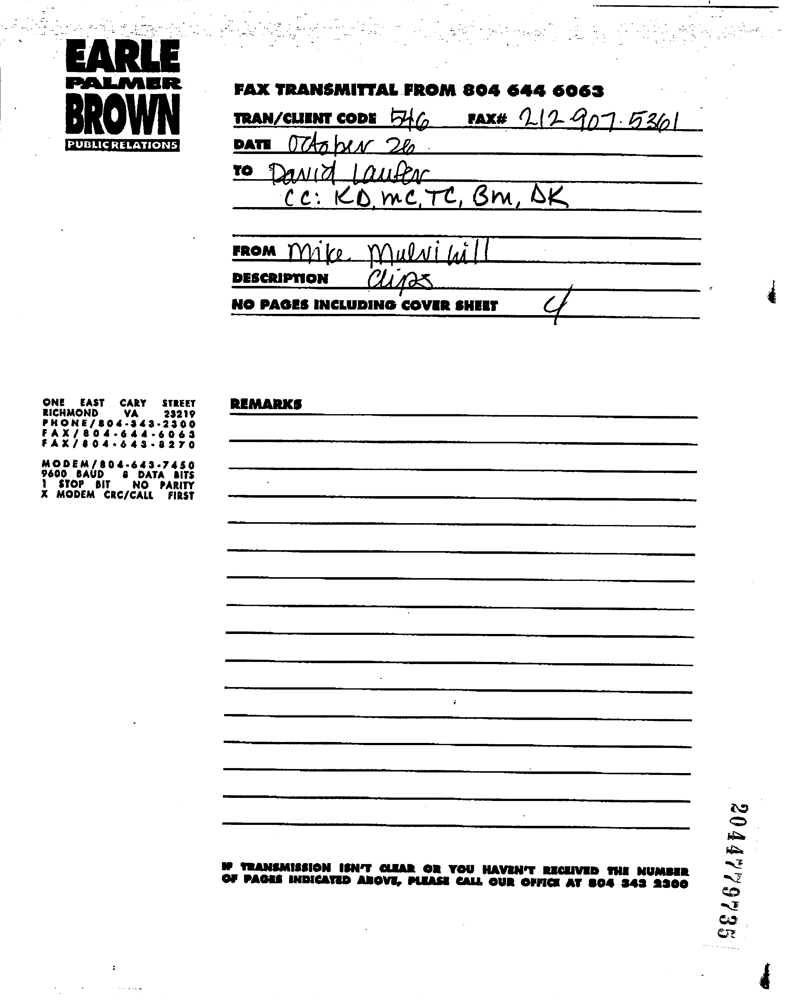 EARLE
PALMER
BROWN
PUBLIC RELATIONS
FAX TRANSMITTAL FROM 804 644 6063
TRAN/CLIENT CODE 546 FAX# 212-907-5361
DATE October 26
TO David Laufer
CC: KD, MC, TC, BM, DK
FROM Mike Mulvihill
DESCRIPTION Clips
NO PAGES INCLUDING COVER SHEET 4
ONE EAST CARY STREET
RICHMOND VA 23219
PHONE/804-343-2300
FAX/804-644-6063
FAX/804-643-8270
MODEM/804-643-7450
9600 BAUD 8 DATA BITS
1 STOP BIT NO PARITY
X MODEM CRC/CALL FIRST
REMARKS
IF TRANSMISSION ISN'T CLEAR OR YOU HAVEN'T RECEIVED THE NUMBER
OF PAGES INDICATED ABOVE, PLEASE CALL OUR OFFICE AT 804 343 2300
2044779735